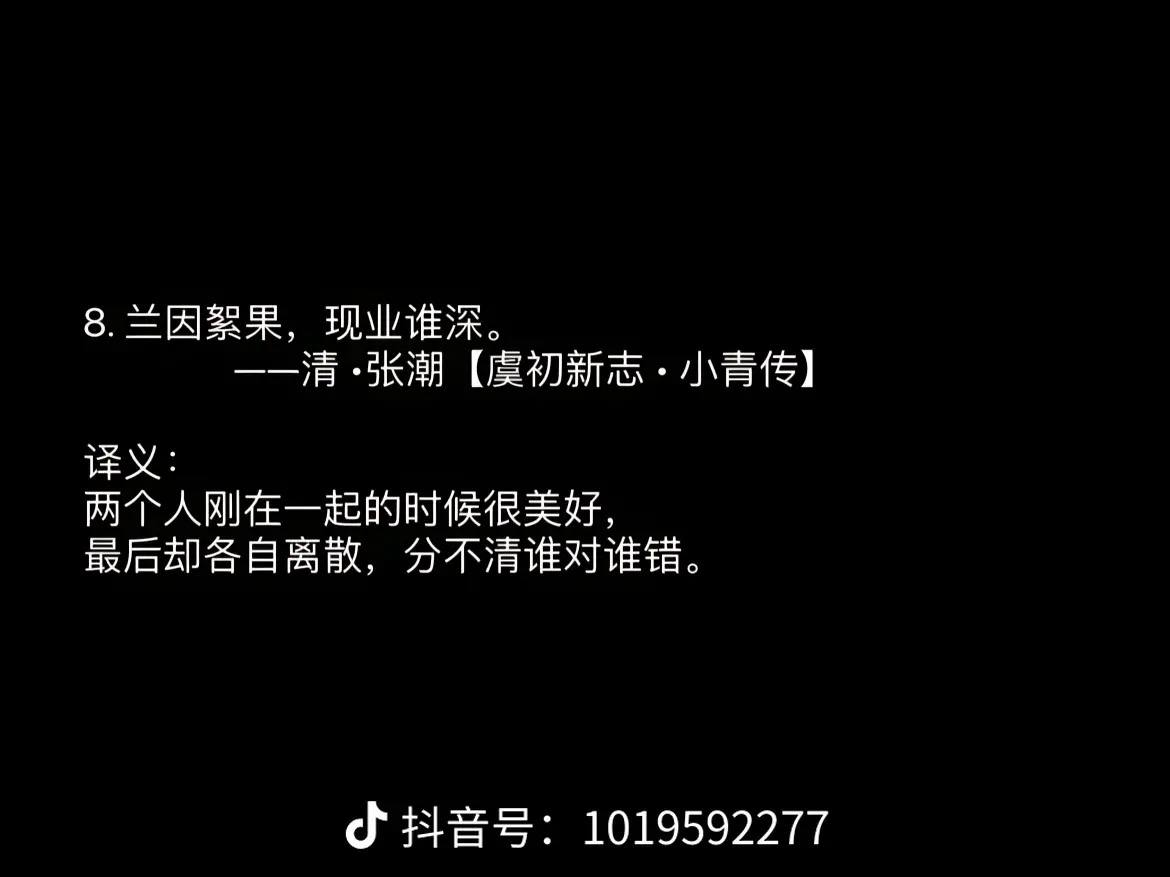 8. 兰因絮果，现业谁深。
——清·张潮【虞初新志·小青传】
译义：
两个人刚在一起的时候很美好，
最后却各自离散，分不清谁对谁错。
抖音号：1019592277